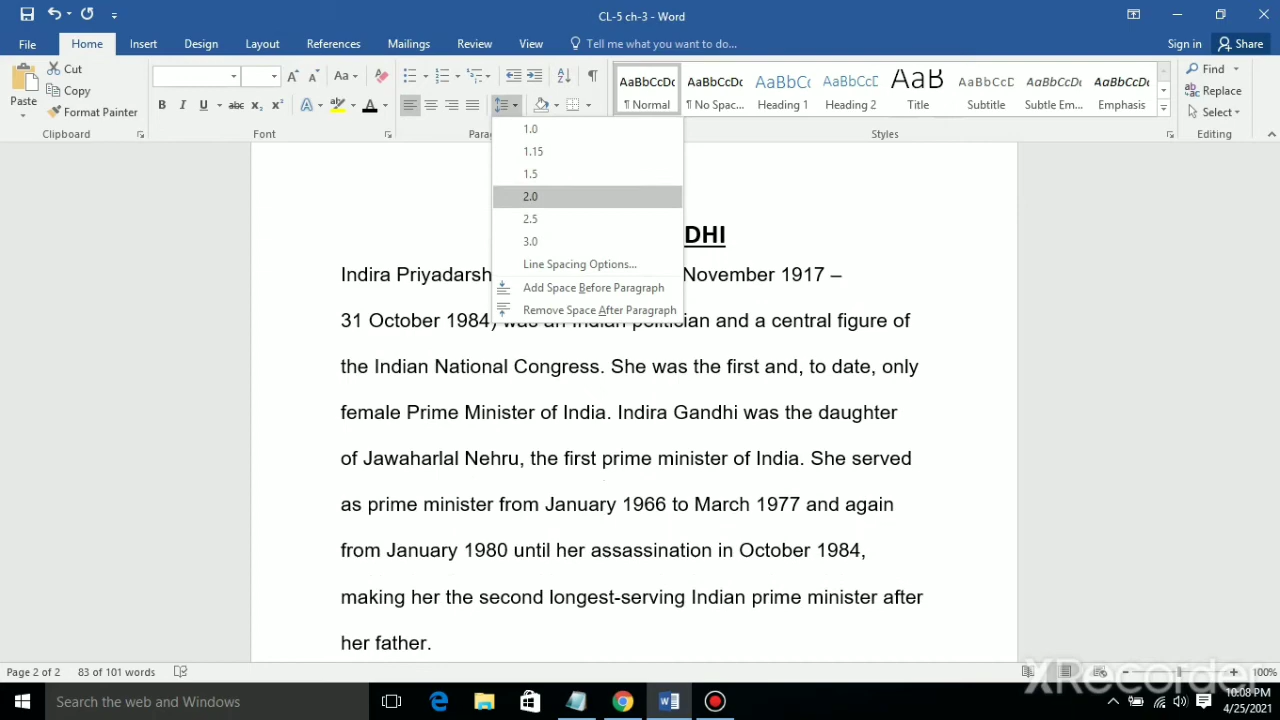 CL-5 ch-3 - Word
File Home Insert Design Layout References Mailings Review View Tell me what you want to do... Sign in Share
Paste
Cut
Copy
Format Painter
Clipboard
Aa
B I U abc x₂ x² A ab A
Font
Parag
AaBbCcDc AaBbCcDc AaBbCc AaBbCcD AaB AaBbCcD AaBbCcDc AaBbCcDc
¶ Normal ¶ No Spac... Heading 1 Heading 2 Title Subtitle Subtle Em... Emphasis
Styles
Find
Replace
Select
Editing
1.0
1.15
1.5
2.0
2.5
3.0
Line Spacing Options...
Add Space Before Paragraph
Remove Space After Paragraph
DHI
Indira Priyadarsh November 1917 –
31 October 1984) was an Indian politician and a central figure of
the Indian National Congress. She was the first and, to date, only
female Prime Minister of India. Indira Gandhi was the daughter
of Jawaharlal Nehru, the first prime minister of India. She served
as prime minister from January 1966 to March 1977 and again
from January 1980 until her assassination in October 1984,
making her the second longest-serving Indian prime minister after
her father.
Page 2 of 2 83 of 101 words 100%
XRecorder
Search the web and Windows
10:08 PM
4/25/2021